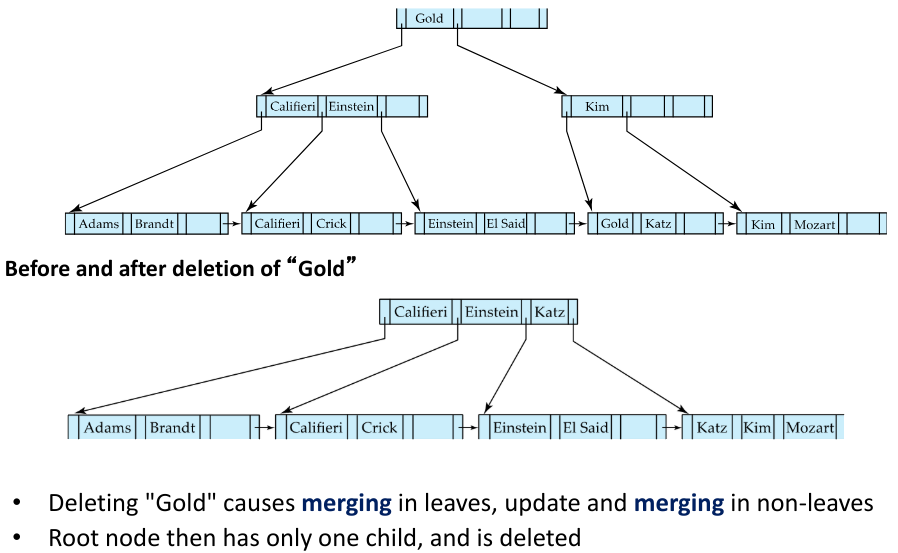 Gold
Califieri Einstein
Kim
Adams Brandt
Califieri Crick
Einstein El Said
Gold Katz
Kim Mozart
Before and after deletion of “Gold”
Califieri Einstein Katz
Adams Brandt
Califieri Crick
Einstein El Said
Katz Kim Mozart
• Deleting "Gold" causes merging in leaves, update and merging in non-leaves
• Root node then has only one child, and is deleted